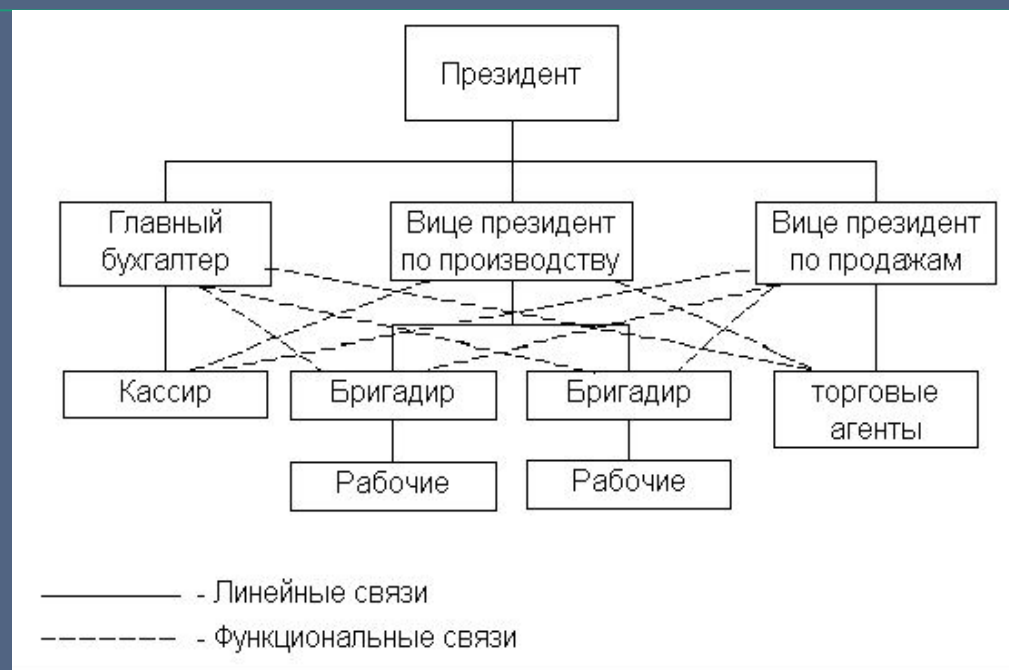 Президент
Главный
бухгалтер
Вице президент
по производству
Вице президент
по продажам
Кассир
Бригадир
Бригадир
торговые
агенты
Рабочие
Рабочие
- Линейные связи
- Функциональные связи